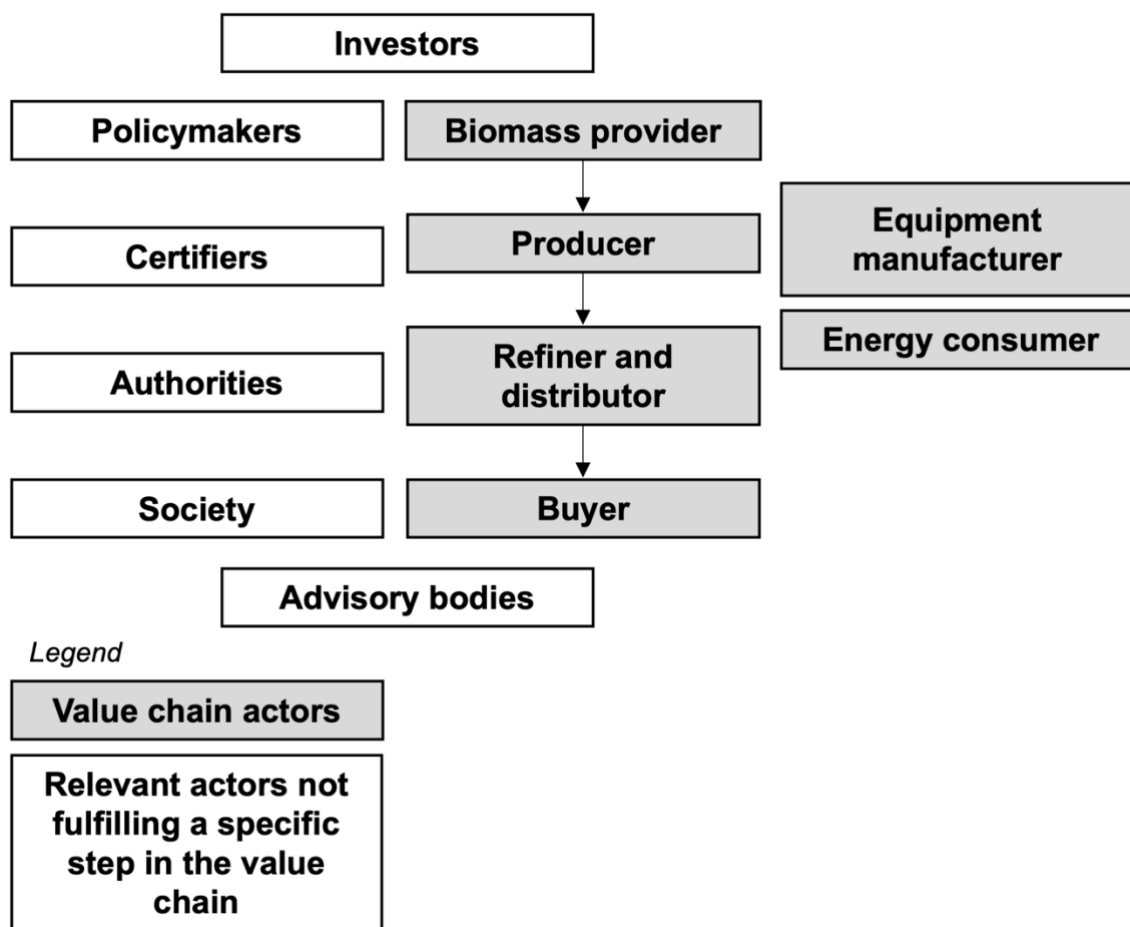 Investors
Policymakers
Biomass provider
Certifiers
Producer
Equipment
manufacturer
Authorities
Refiner and
distributor
Energy consumer
Society
Buyer
Advisory bodies
Legend
Value chain actors
Relevant actors not
fulfilling a specific
step in the value
chain